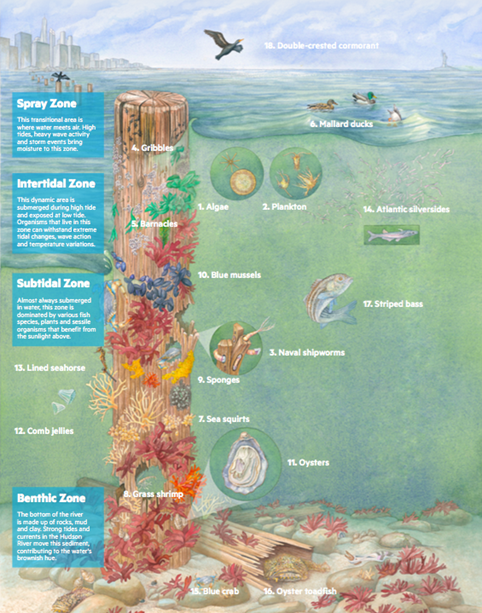 18. Double-crested cormorant
Spray Zone
This transitional area is
where water meets air. High
tides, heavy wave activity
and storm events bring
moisture to this zone.
6. Mallard ducks
4. Gribbles
Intertidal Zone
This dynamic area is
submerged during high tide
and exposed at low tide.
Organisms that live in this
zone can withstand extreme
tidal changes, wave action
and temperature variations.
1. Algae
2. Plankton
14. Atlantic silversides
5. Barnacles
Subtidal Zone
Almost always submerged
in water, this zone is
dominated by various fish
species, plants and sessile
organisms that benefit from
the sunlight above.
10. Blue mussels
17. Striped bass
3. Naval shipworms
13. Lined seahorse
9. Sponges
12. Comb jellies
7. Sea squirts
11. Oysters
8. Grass shrimp
Benthic Zone
The bottom of the river
is made up of rocks, mud
and clay. Strong tides and
currents in the Hudson
River move this sediment,
contributing to the water's
brownish hue.
15. Blue crab
16. Oyster toadfish